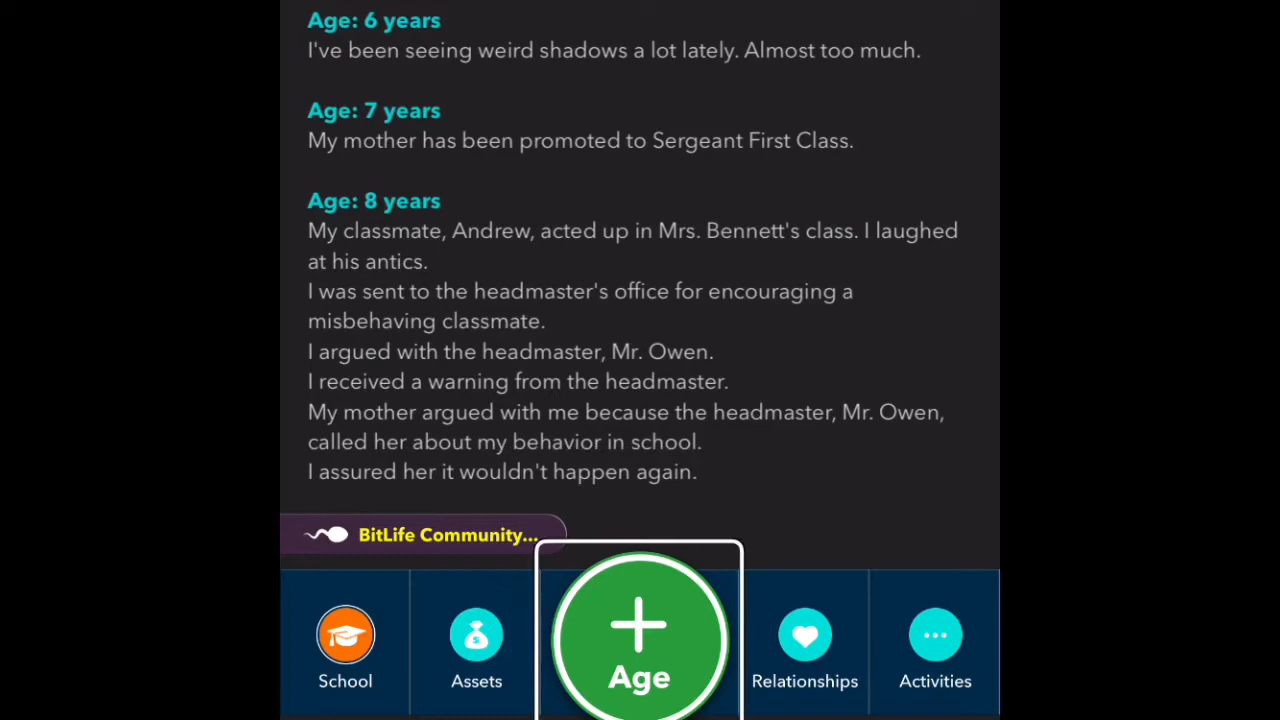 Age: 6 years
I've been seeing weird shadows a lot lately. Almost too much.
Age: 7 years
My mother has been promoted to Sergeant First Class.
Age: 8 years
My classmate, Andrew, acted up in Mrs. Bennett's class. I laughed
at his antics.
I was sent to the headmaster's office for encouraging a
misbehaving classmate.
I argued with the headmaster, Mr. Owen.
I received a warning from the headmaster.
My mother argued with me because the headmaster, Mr. Owen,
called her about my behavior in school.
I assured her it wouldn't happen again.
BitLife Community...
School
Assets
Age
Relationships
Activities